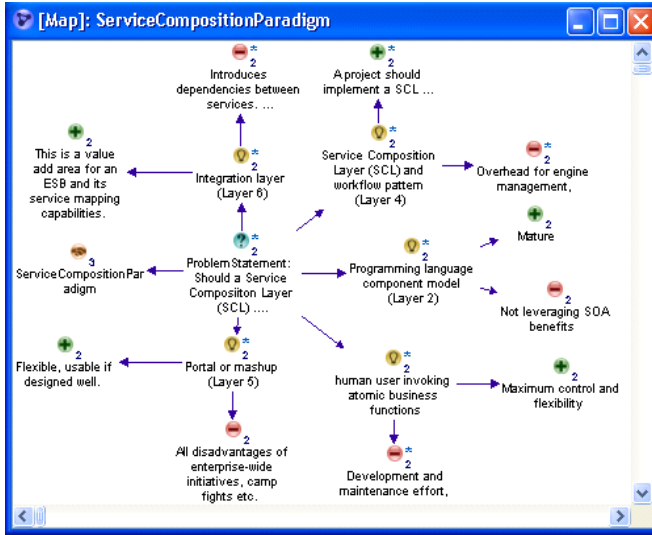 [Map]: ServiceCompositionParadigm
*
2
Introduces
dependencies between
services. ...
*
2
A project should
implement a SCL ...
2
This is a value
add area for an
ESB and its
service mapping
capabilities.
*
2
Integration layer
(Layer 6)
*
2
Service Composition
Layer (SCL) and
workflow pattern
(Layer 4)
*
2
Overhead for engine
management,
3
ServiceCompositionPar
adigm
?
*
2
ProblemStatement:
Should a Service
Compositon Layer
(SCL) ....
*
2
Programming language
component model
(Layer 2)
2
Mature
2
Not leveraging SOA
benefits
2
Flexible, usable if
designed well.
*
2
Portal or mashup
(Layer 5)
2
All disadvantages of
enterprise-wide
initiatives, camp
fights etc.
2
human user invoking
atomic business
functions
2
Maximum control and
flexibility
*
2
Development and
maintenance effort,